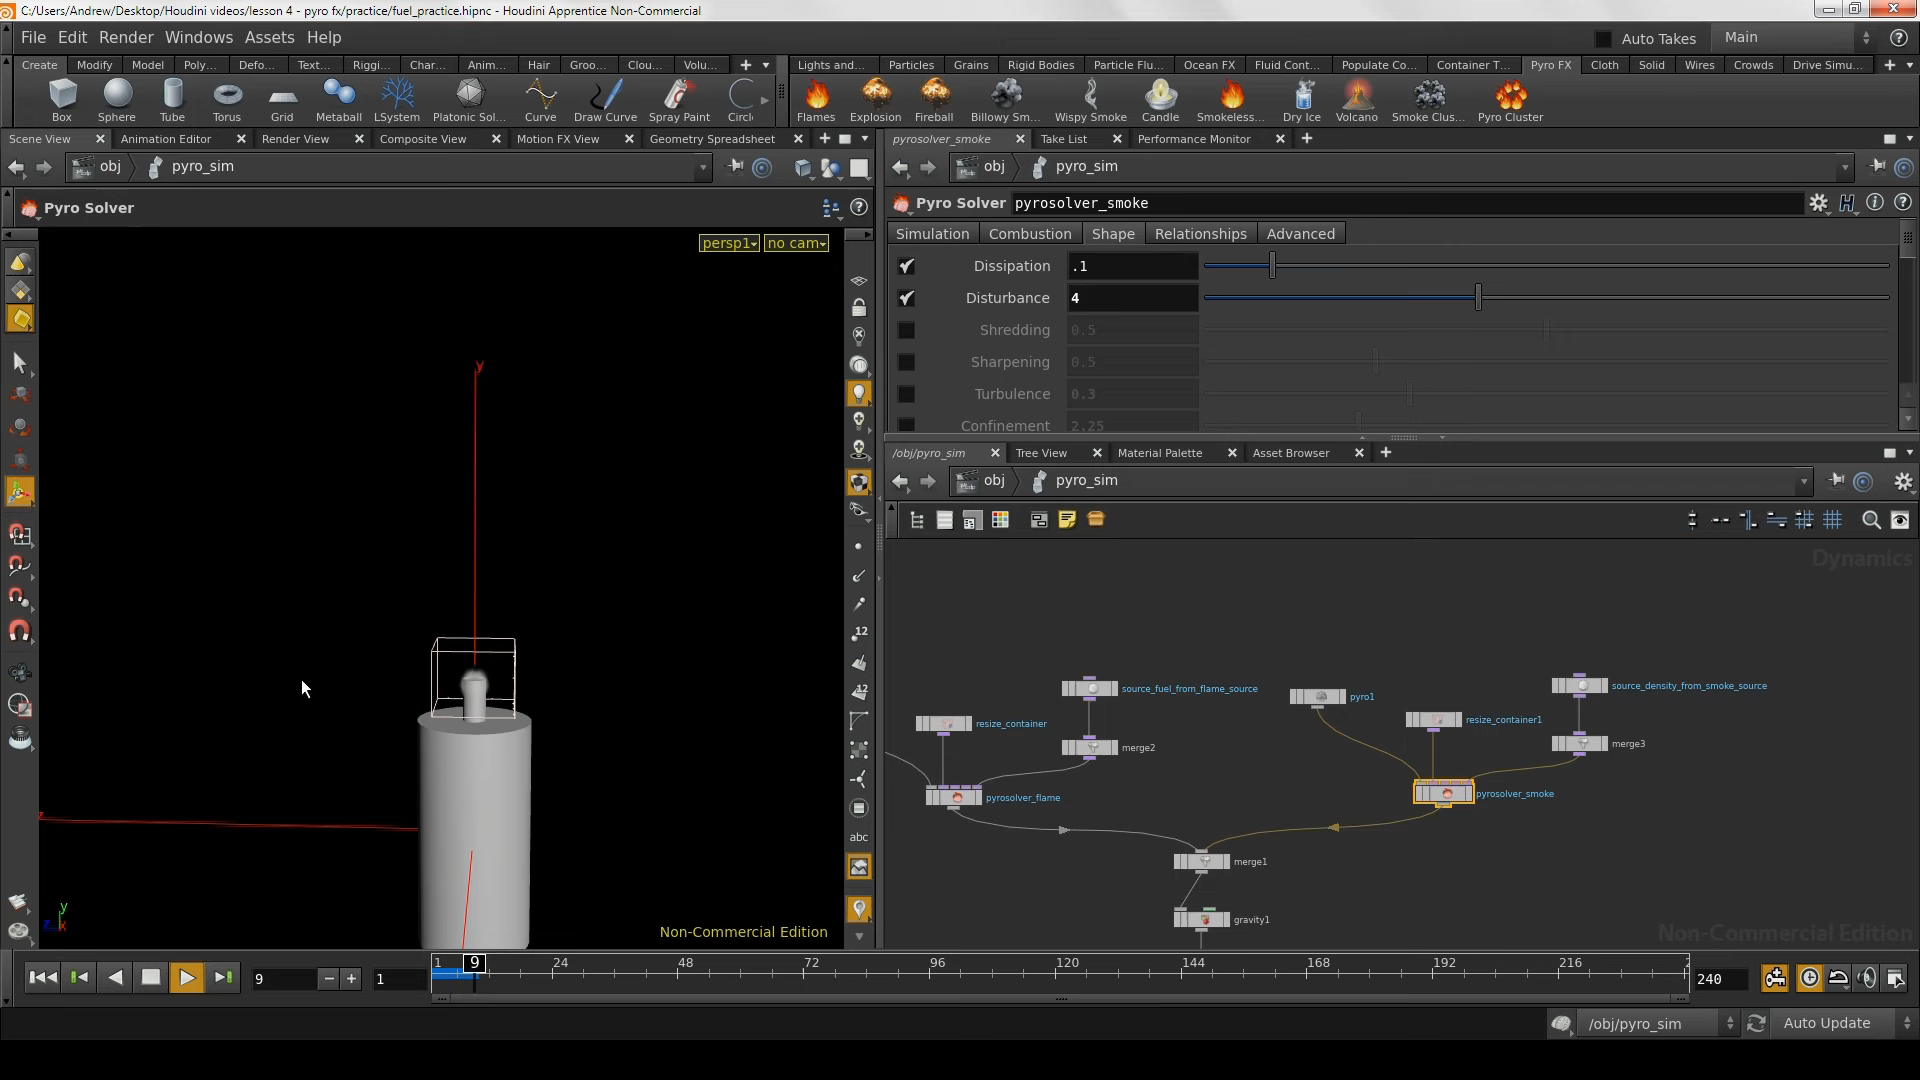 C:/Users/Andrew/Desktop/Houdini videos/lesson 4 - pyro fx/practice/fuel_practice.hipnc - Houdini Apprentice Non-Commercial
File Edit Render Windows Assets Help
Auto Takes Main
Create Modify Model Poly... Defo... Text... Riggi... Char... Anim... Hair Groo... Clou... Volu...
Lights and... Particles Grains Rigid Bodies Particle Flu... Ocean FX Fluid Cont... Populate Co... Container T... Pyro FX Cloth Solid Wires Crowds Drive Simu...
Box Sphere Tube Torus Grid Metaball LSystem Platonic Sol... Curve Draw Curve Spray Paint Circl
Flames Explosion Fireball Billowy Sm... Wispy Smoke Candle Smokeless... Dry Ice Volcano Smoke Clus... Pyro Cluster
Scene View Animation Editor Render View Composite View Motion FX View Geometry Spreadsheet
pyrosolver_smoke Take List Performance Monitor
obj pyro_sim
obj pyro_sim
Pyro Solver
Pyro Solver pyrosolver_smoke
persp1 no cam
Simulation Combustion Shape Relationships Advanced
Dissipation .1
Disturbance 4
Shredding 0.5
Sharpening 0.5
Turbulence 0.3
Confinement 2.25
/obj/pyro_sim Tree View Material Palette Asset Browser
obj pyro_sim
Dynamics
y
12
12
abc
source_fuel_from_flame_source
pyro1
source_density_from_smoke_source
resize_container
resize_container1
merge2
merge3
pyrosolver_flame
pyrosolver_smoke
merge1
gravity1
y
z x
Non-Commercial Edition
Non-Commercial Edition
9 1
1 9 24 48 72 96 120 144 168 192 216 2
240
/obj/pyro_sim Auto Update